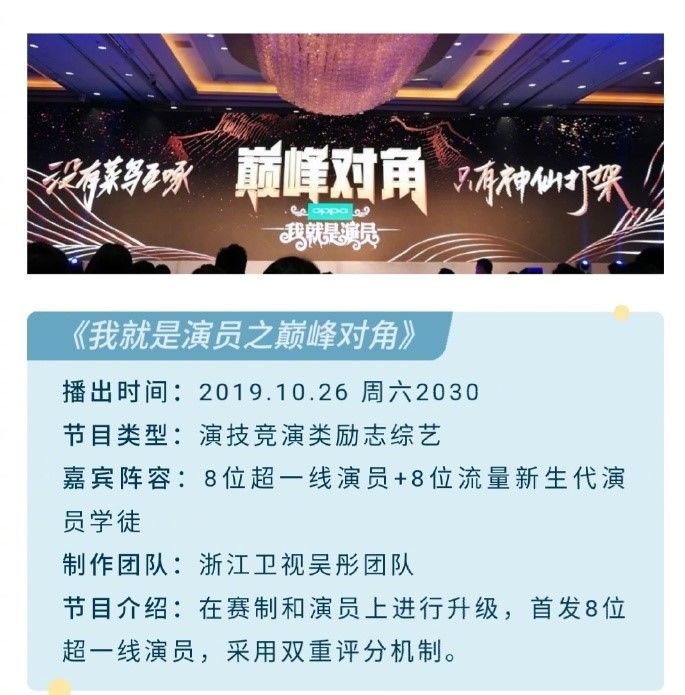 没有菜鸟互啄
巅峰对角
只有神仙打架
oppo
我就是演员
《我就是演员之巅峰对角》
播出时间：2019.10.26 周六2030
节目类型：演技竞演类励志综艺
嘉宾阵容：8位超一线演员+8位流量新生代演
员学徒
制作团队：浙江卫视吴彤团队
节目介绍：在赛制和演员上进行升级，首发8位
超一线演员，采用双重评分机制。